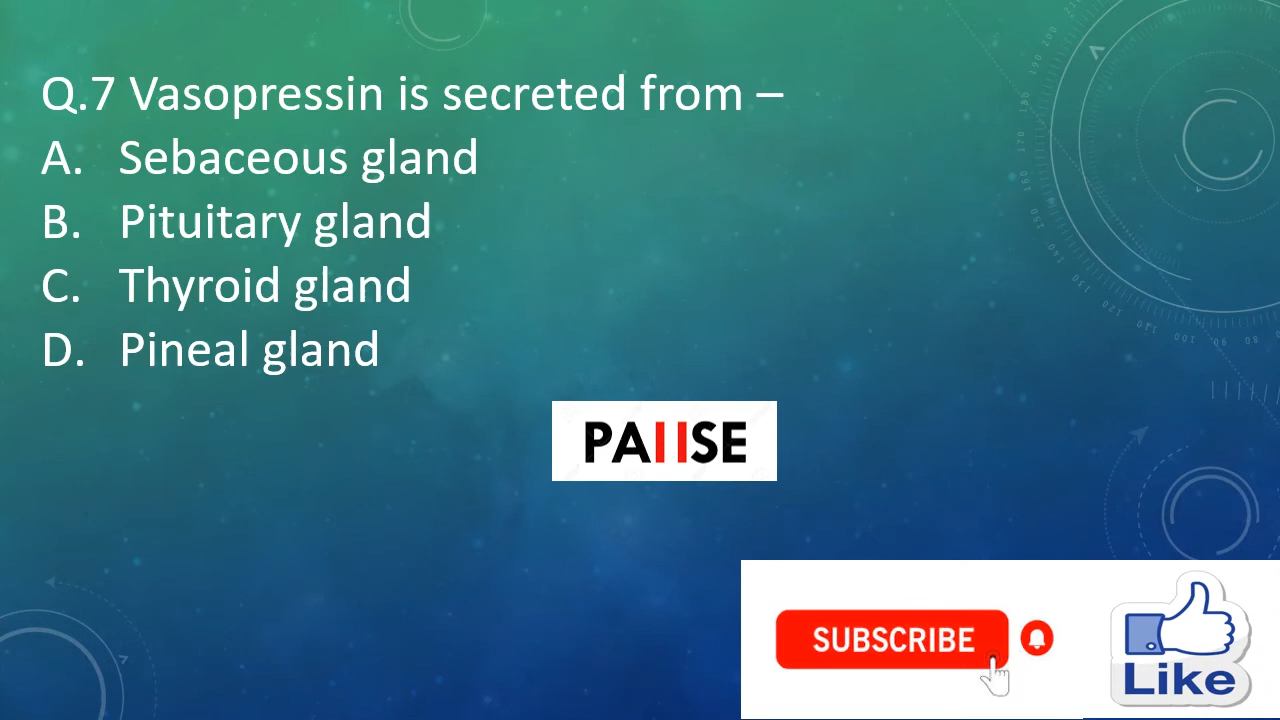 Q.7 Vasopressin is secreted from –
A. Sebaceous gland
B. Pituitary gland
C. Thyroid gland
D. Pineal gland
PAUSE
SUBSCRIBE
Like